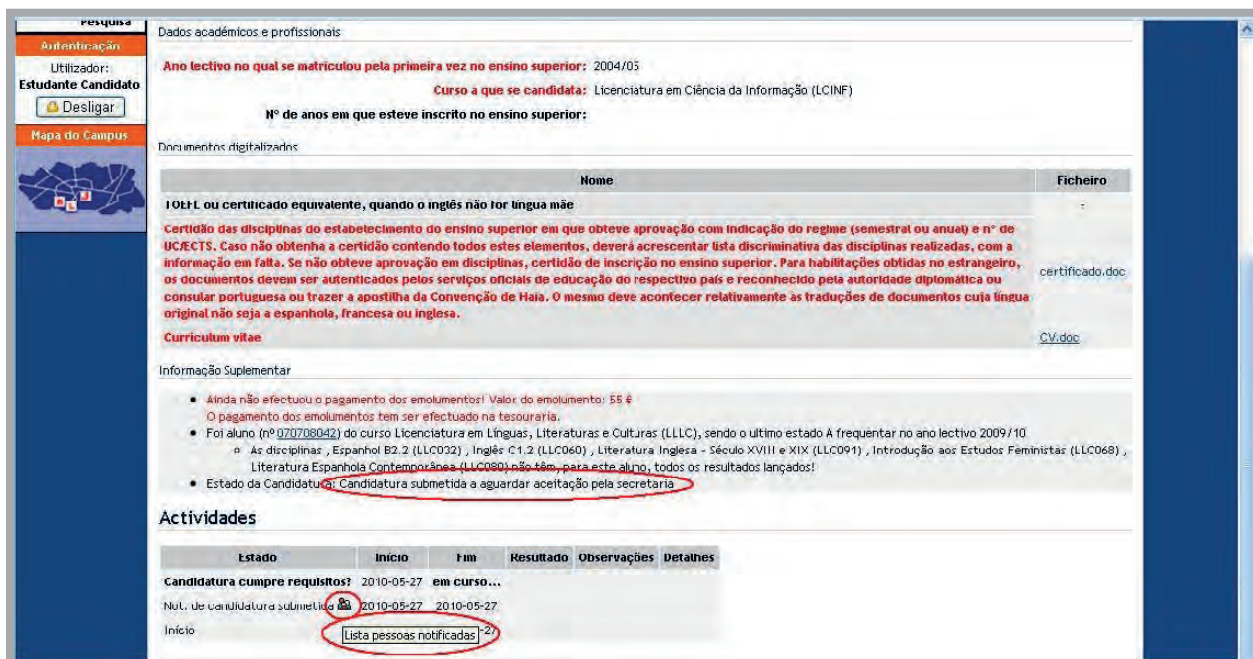 Pesquisa
Autenticação
Utilizador:
Estudante Candidato
Desligar
Mapa do Campus
Dados académicos e profissionais
Ano lectivo no qual se matriculou pela primeira vez no ensino superior: 2004/05
Curso a que se candidata: Licenciatura em Ciência da Informação (LCINF)
Nº de anos em que esteve inscrito no ensino superior:
Documentos digitalizados
Nome Ficheiro
TOEFL ou certificado equivalente, quando o inglês não for língua mãe -
Certidão das disciplinas do estabelecimento do ensino superior em que obteve aprovação com indicação do regime (semestral ou anual) e nº de
UC/ECTS. Caso não obtenha a certidão contendo todos estes elementos, deverá acrescentar lista discriminativa das disciplinas realizadas, com a
informação em falta. Se não obteve aprovação em disciplinas, certidão de inscrição no ensino superior. Para habilitações obtidas no estrangeiro,
os documentos devem ser autenticados pelos serviços oficiais de educação do respectivo país e reconhecido pela autoridade diplomática ou
consular portuguesa ou trazer a apostilha da Convenção de Haia. O mesmo deve acontecer relativamente às traduções de documentos cuja língua
original não seja a espanhola, francesa ou inglesa.
certificado.doc
Curriculum vitae CV.doc
Informação Suplementar
Ainda não efectuou o pagamento dos emolumentos! Valor do emolumento: 55 €
O pagamento dos emolumentos tem ser efectuado na tesouraria.
Foi aluno (nº 070708042) do curso Licenciatura em Línguas, Literaturas e Culturas (LLLC), sendo o ultimo estado A frequentar no ano lectivo 2009/10
As disciplinas , Espanhol B2.2 (LLC032) , Inglês C1.2 (LLC060) , Literatura Inglesa - Século XVIII e XIX (LLC091) , Introdução aos Estudos Feministas (LLC068) ,
Literatura Espanhola Contemporânea (LLC080) não têm, para este aluno, todos os resultados lançados!
Estado da Candidatura: Candidatura submetida a aguardar aceitação pela secretaria
Actividades
Estado Início Fim Resultado Observações Detalhes
Candidatura cumpre requisitos? 2010-05-27 em curso...
Not. de candidatura submetida 2010-05-27 2010-05-27
Início -27
Lista pessoas notificadas